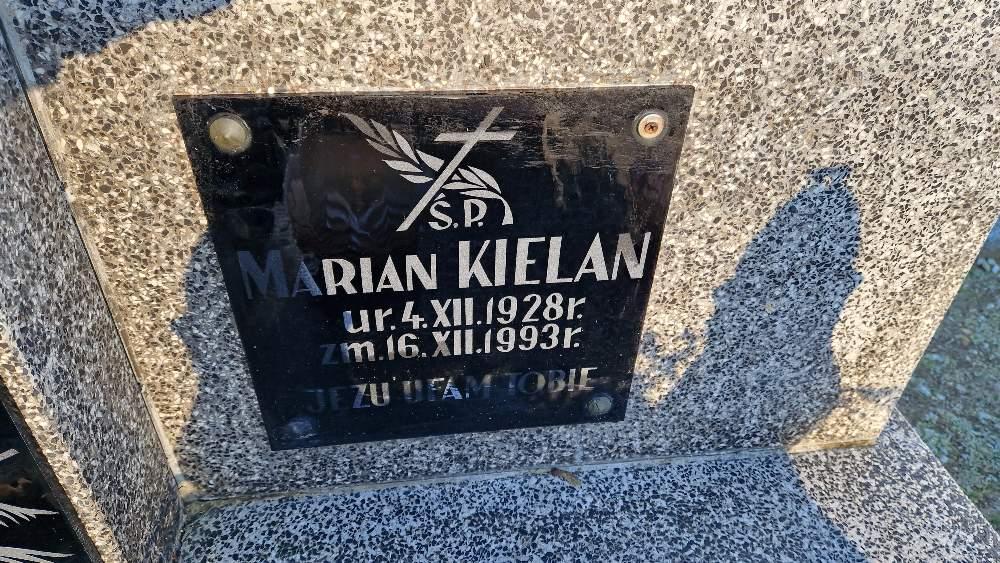 Ś.P.
MARIAN KIELAN
ur. 4.XII.1928r.
zm. 16.XII.1993r.
JEZU UFAM TOBIE